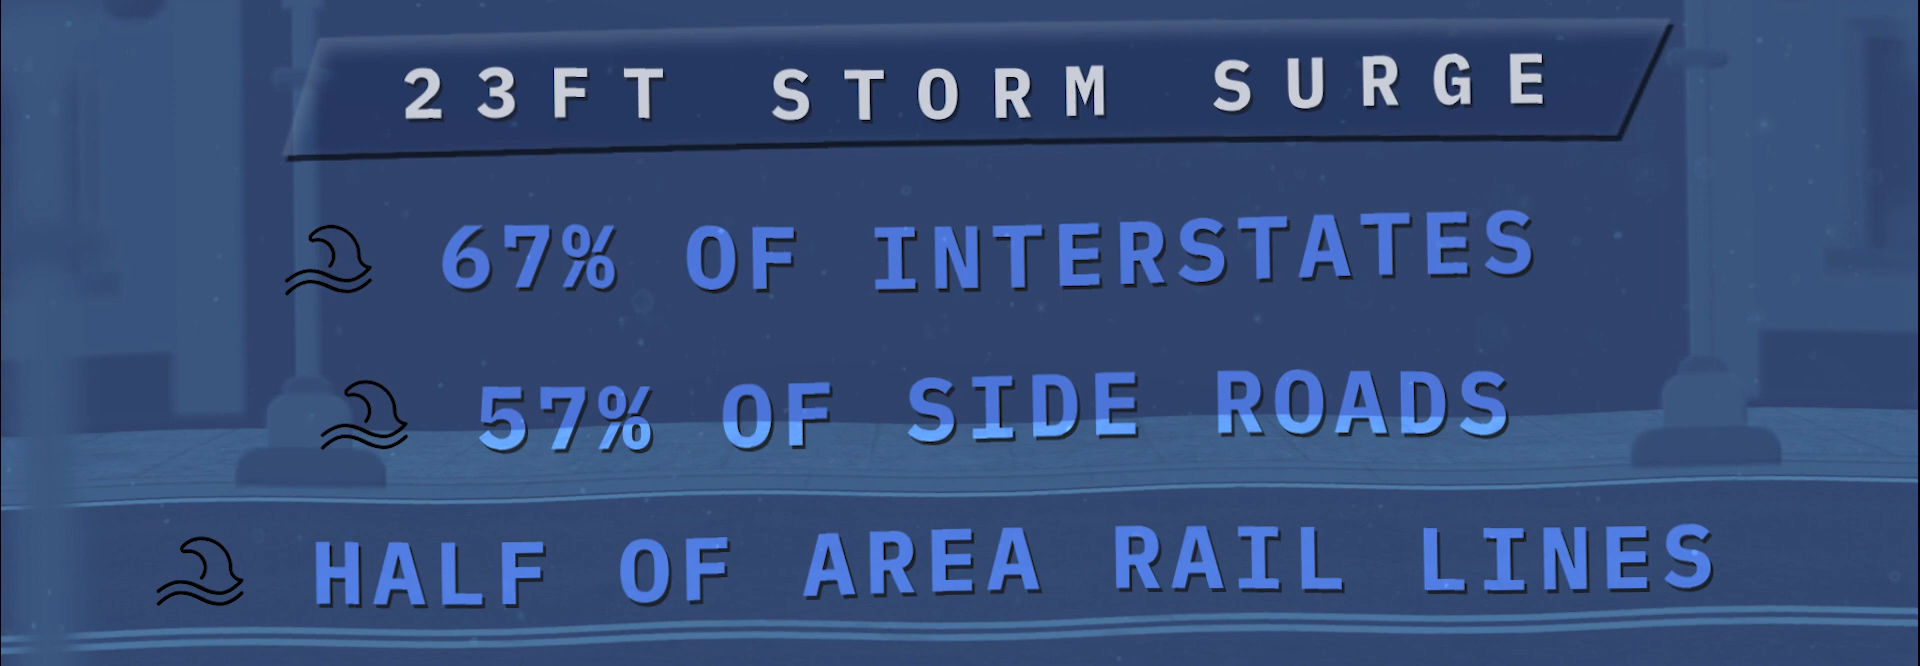 23FT STORM SURGE
67% OF INTERSTATES
57% OF SIDE ROADS
HALF OF AREA RAIL LINES